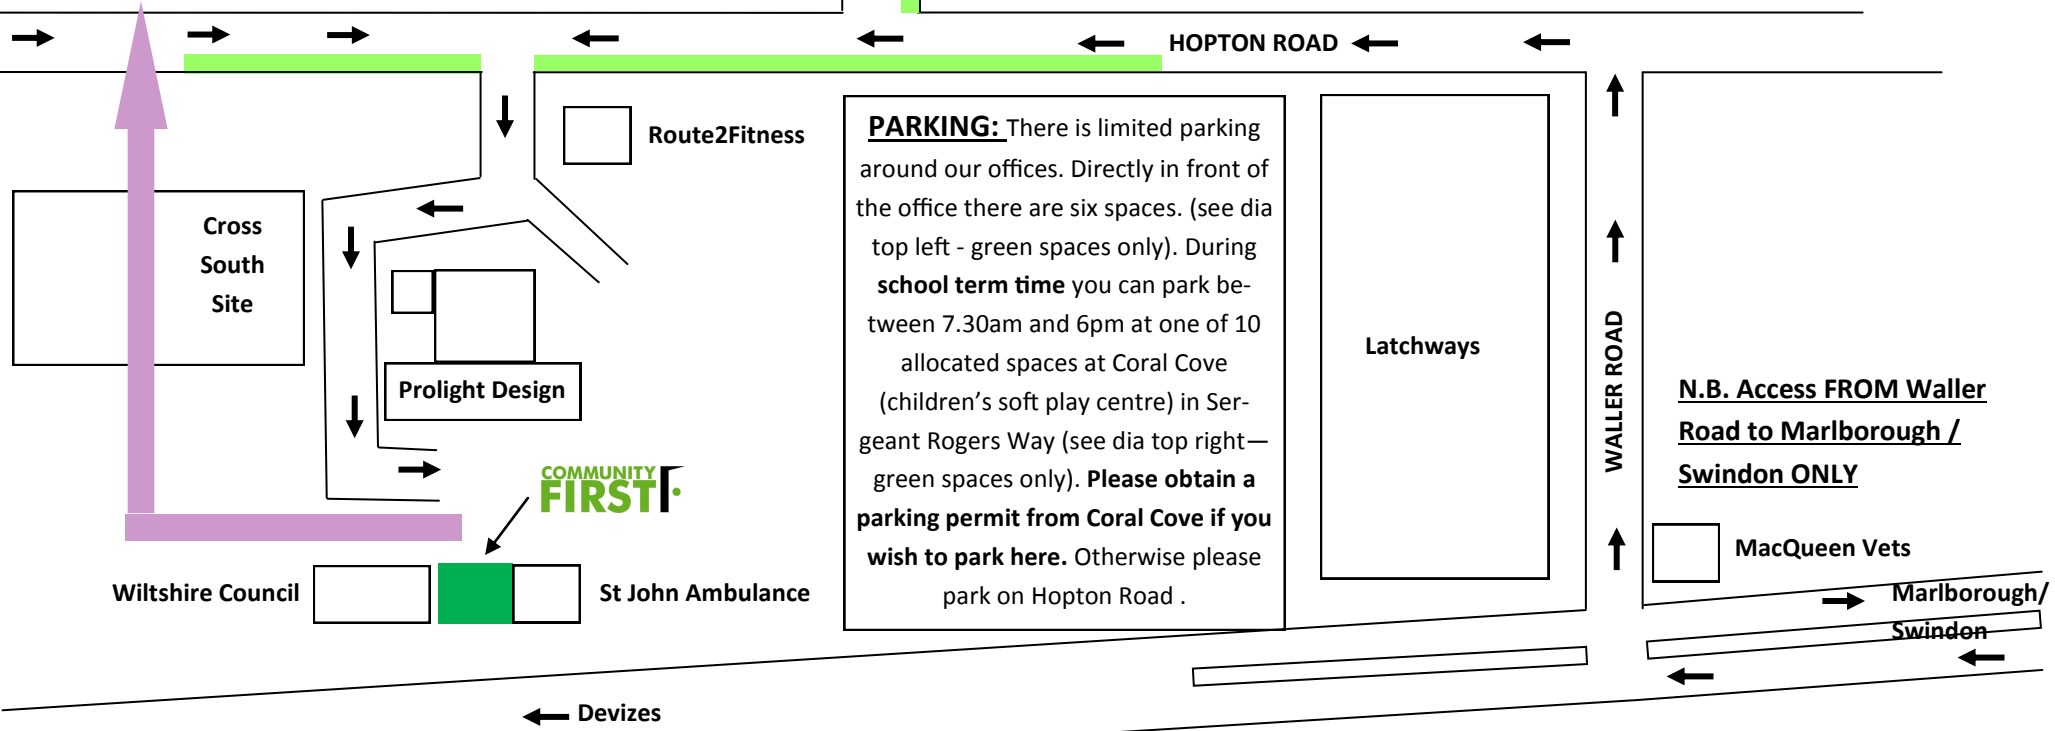 HOPTON ROAD
Route2Fitness
PARKING: There is limited parking
around our offices. Directly in front of
the office there are six spaces. (see dia
top left - green spaces only). During
school term time you can park be-
tween 7.30am and 6pm at one of 10
allocated spaces at Coral Cove
(children’s soft play centre) in Ser-
geant Rogers Way (see dia top right—
green spaces only). Please obtain a
parking permit from Coral Cove if you
wish to park here. Otherwise please
park on Hopton Road .
Cross
South
Site
Prolight Design
Latchways
WALLER ROAD
N.B. Access FROM Waller
Road to Marlborough /
Swindon ONLY
COMMUNITY
FIRST
MacQueen Vets
Wiltshire Council
St John Ambulance
Marlborough/
Swindon
Devizes